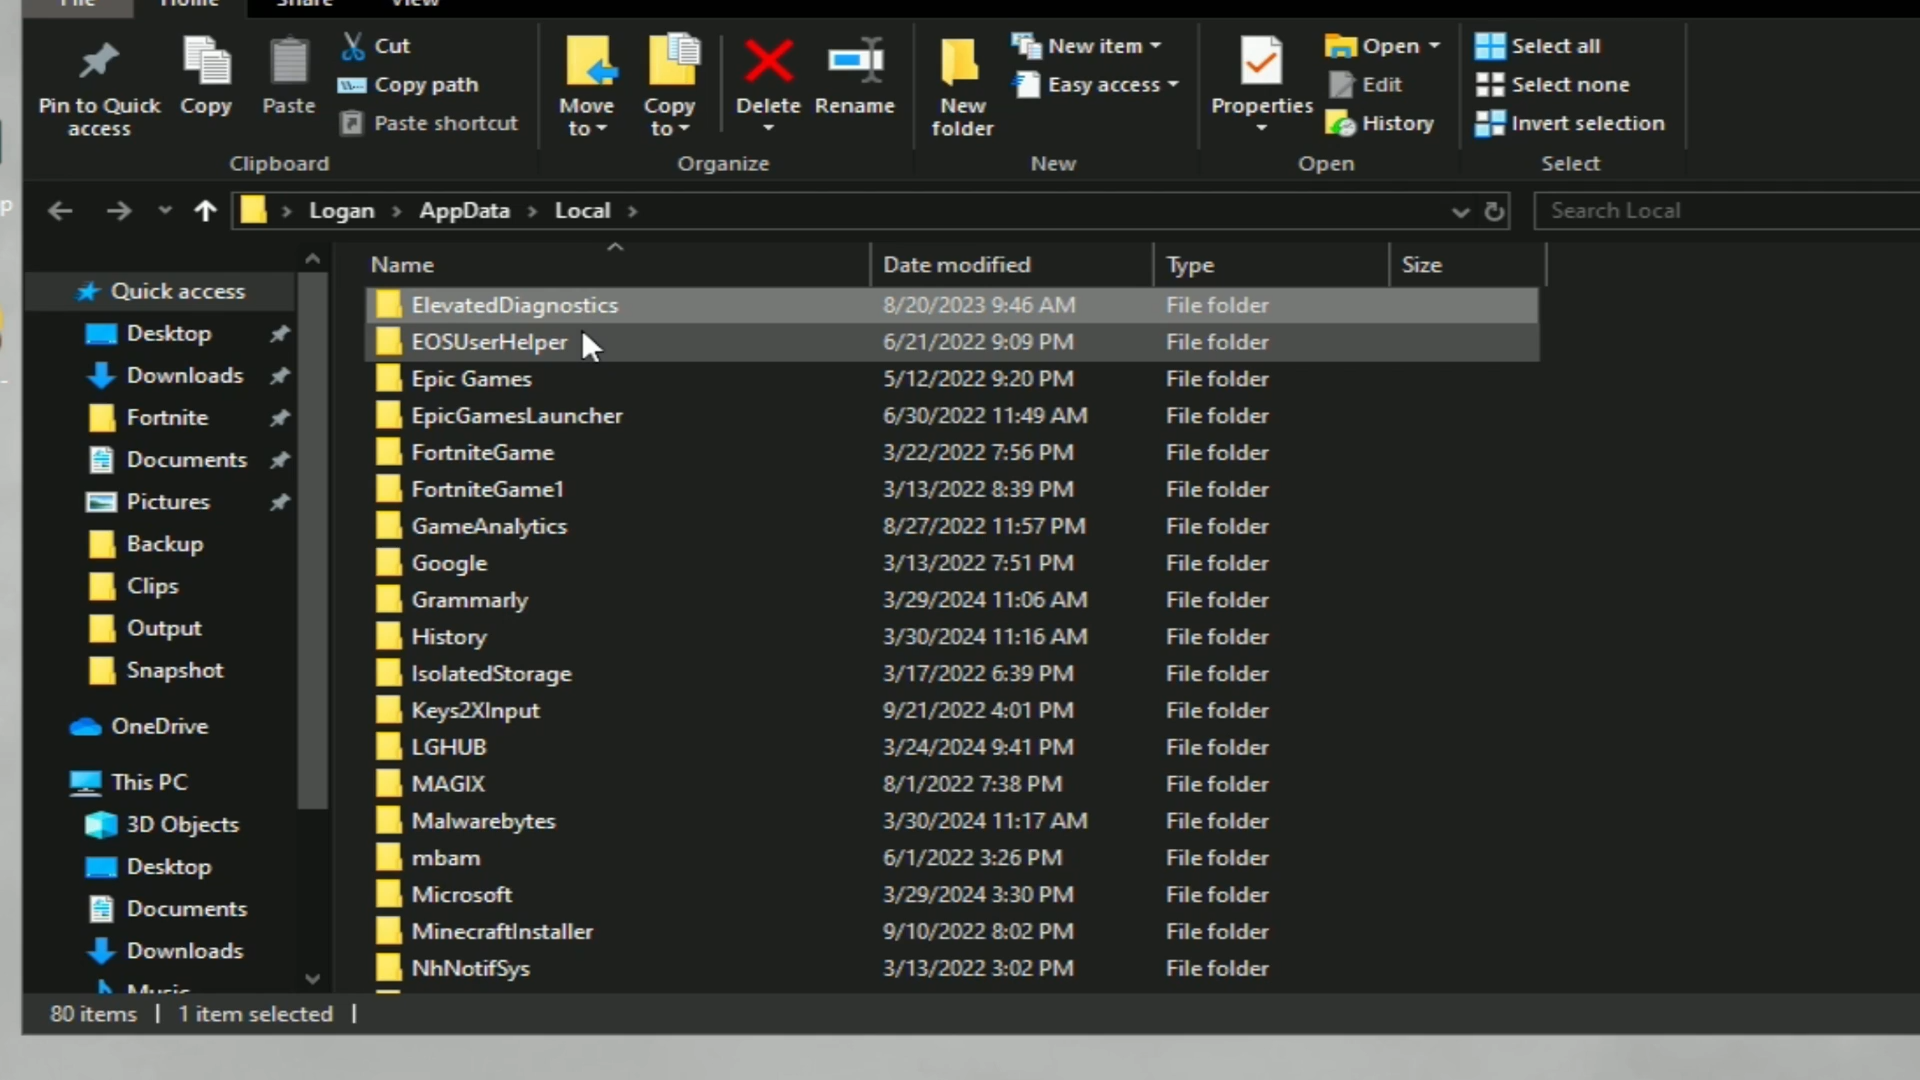 File Home Share View
Pin to Quick access
Copy
Paste
Cut
Copy path
Paste shortcut
Clipboard
Move to
Copy to
Delete
Rename
Organize
New folder
New item
Easy access
New
Properties
Open
Edit
History
Open
Select all
Select none
Invert selection
Select
Logan > AppData > Local >
Search Local
Name Date modified Type Size
Quick access
Desktop
Downloads
Fortnite
Documents
Pictures
Backup
Clips
Output
Snapshot
OneDrive
This PC
3D Objects
Desktop
Documents
Downloads
Music
ElevatedDiagnostics 8/20/2023 9:46 AM File folder
EOSUserHelper 6/21/2022 9:09 PM File folder
Epic Games 5/12/2022 9:20 PM File folder
EpicGamesLauncher 6/30/2022 11:49 AM File folder
FortniteGame 3/22/2022 7:56 PM File folder
FortniteGame1 3/13/2022 8:39 PM File folder
GameAnalytics 8/27/2022 11:57 PM File folder
Google 3/13/2022 7:51 PM File folder
Grammarly 3/29/2024 11:06 AM File folder
History 3/30/2024 11:16 AM File folder
IsolatedStorage 3/17/2022 6:39 PM File folder
Keys2XInput 9/21/2022 4:01 PM File folder
LGHUB 3/24/2024 9:41 PM File folder
MAGIX 8/1/2022 7:38 PM File folder
Malwarebytes 3/30/2024 11:17 AM File folder
mbam 6/1/2022 3:26 PM File folder
Microsoft 3/29/2024 3:30 PM File folder
MinecraftInstaller 9/10/2022 8:02 PM File folder
NhNotifSys 3/13/2022 3:02 PM File folder
80 items | 1 item selected |